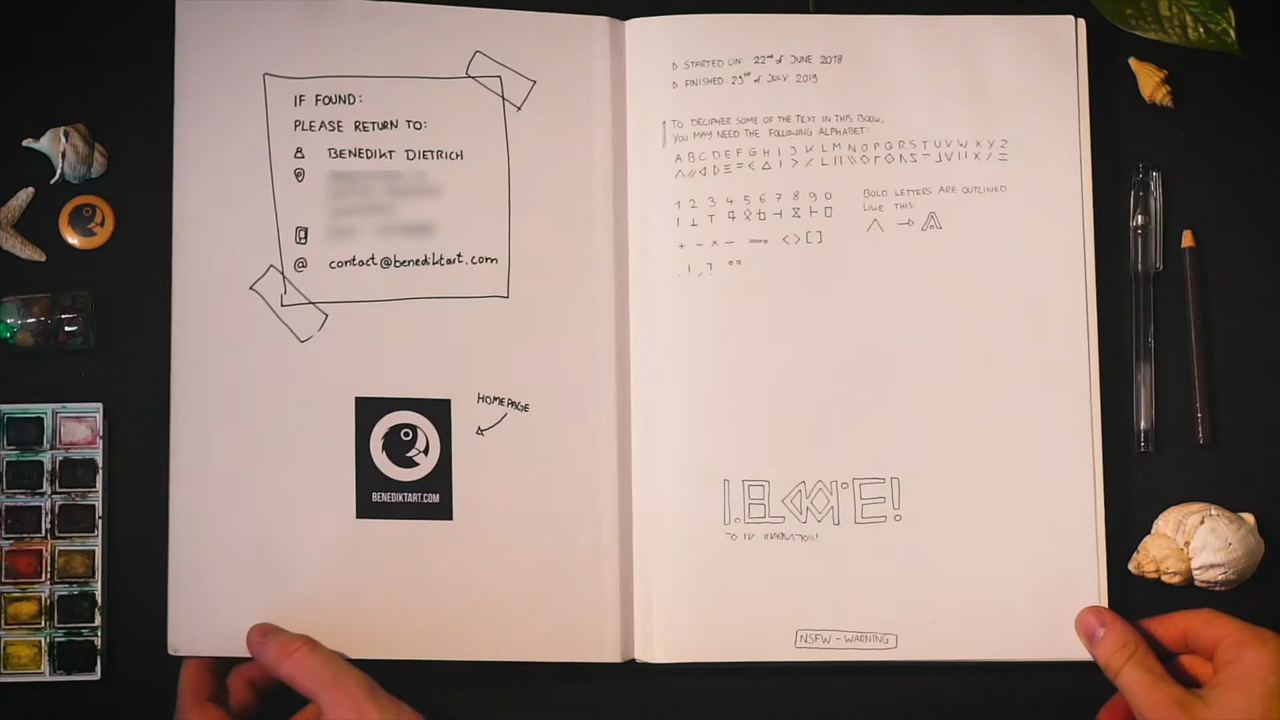 IF FOUND:
PLEASE RETURN TO:
BENEDIKT DIETRICH
@ contact@benediktart.com
HOMEPAGE
BENEDIKTART.COM
STARTED ON: 22nd of JUNE 2018
FINISHED: 29th of JULY 2019
TO DECIPHER SOME OF THE TEXT IN THIS BOOK,
YOU MAY NEED THE FOLLOWING ALPHABET:
A B C D E F G H I J K L M N O P Q R S T U V W X Y Z
1 2 3 4 5 6 7 8 9 0
+ - × ÷ = < > [ ]
. ! , ?
BOLD LETTERS ARE OUTLINED
LIKE THIS
NSFW - WARNING